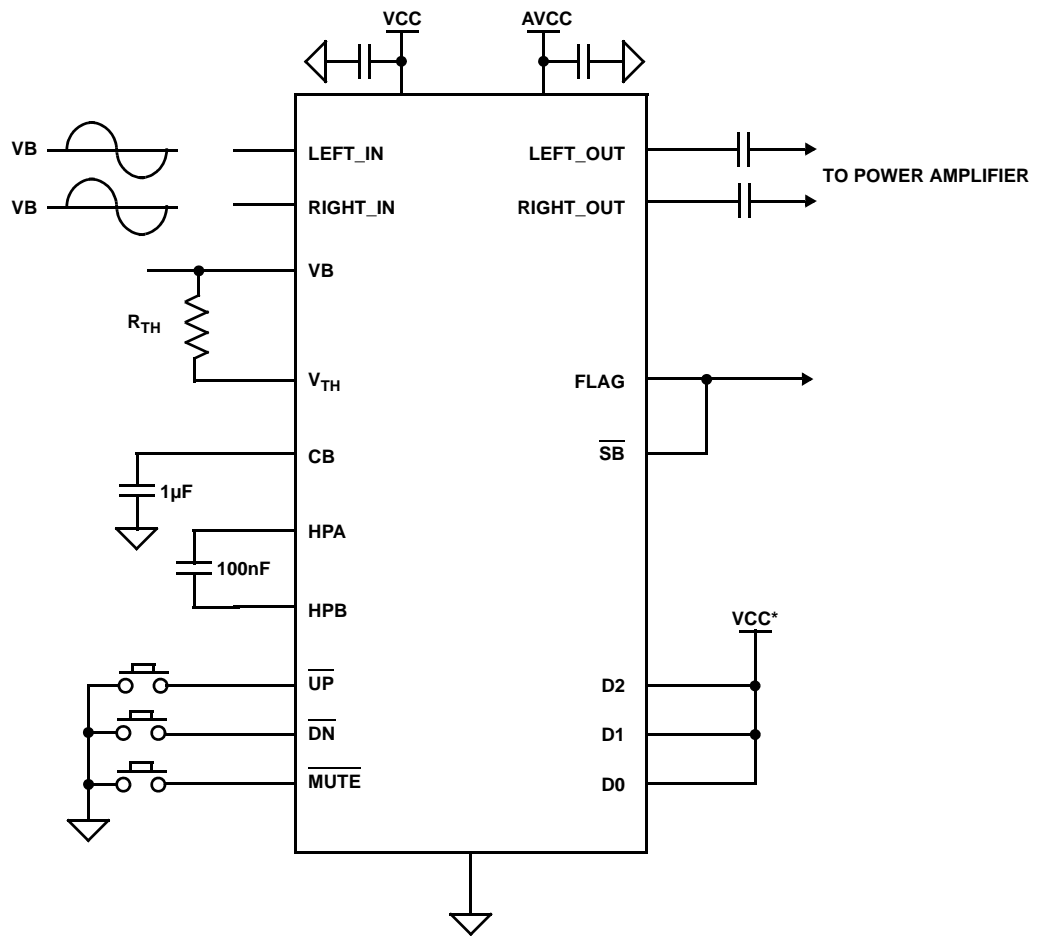 VCC
AVCC
VB
LEFT_IN
LEFT_OUT
TO POWER AMPLIFIER
VB
RIGHT_IN
RIGHT_OUT
VB
RTH
VTH
FLAG
CB
SB
1µF
HPA
100nF
HPB
VCC*
UP
D2
DN
D1
MUTE
D0